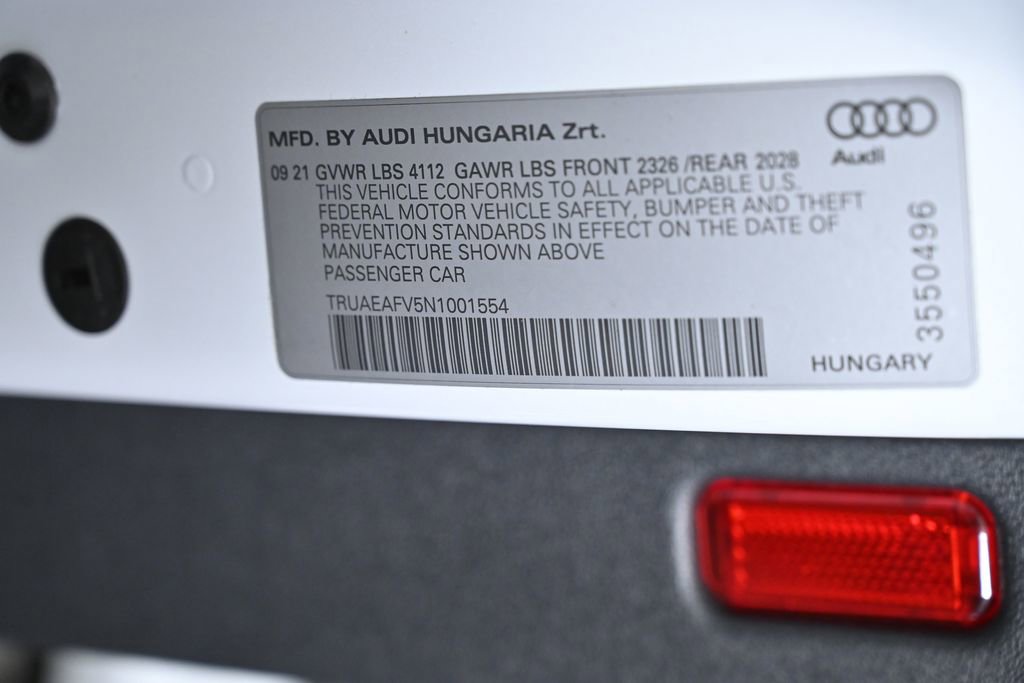 MFD. BY AUDI HUNGARIA Zrt.
Audi
09 21 GVWR LBS 4112 GAWR LBS FRONT 2326 /REAR 2028
THIS VEHICLE CONFORMS TO ALL APPLICABLE U.S.
FEDERAL MOTOR VEHICLE SAFETY, BUMPER AND THEFT
PREVENTION STANDARDS IN EFFECT ON THE DATE OF
MANUFACTURE SHOWN ABOVE
PASSENGER CAR
TRUAEAFV5N1001554
HUNGARY
3550496